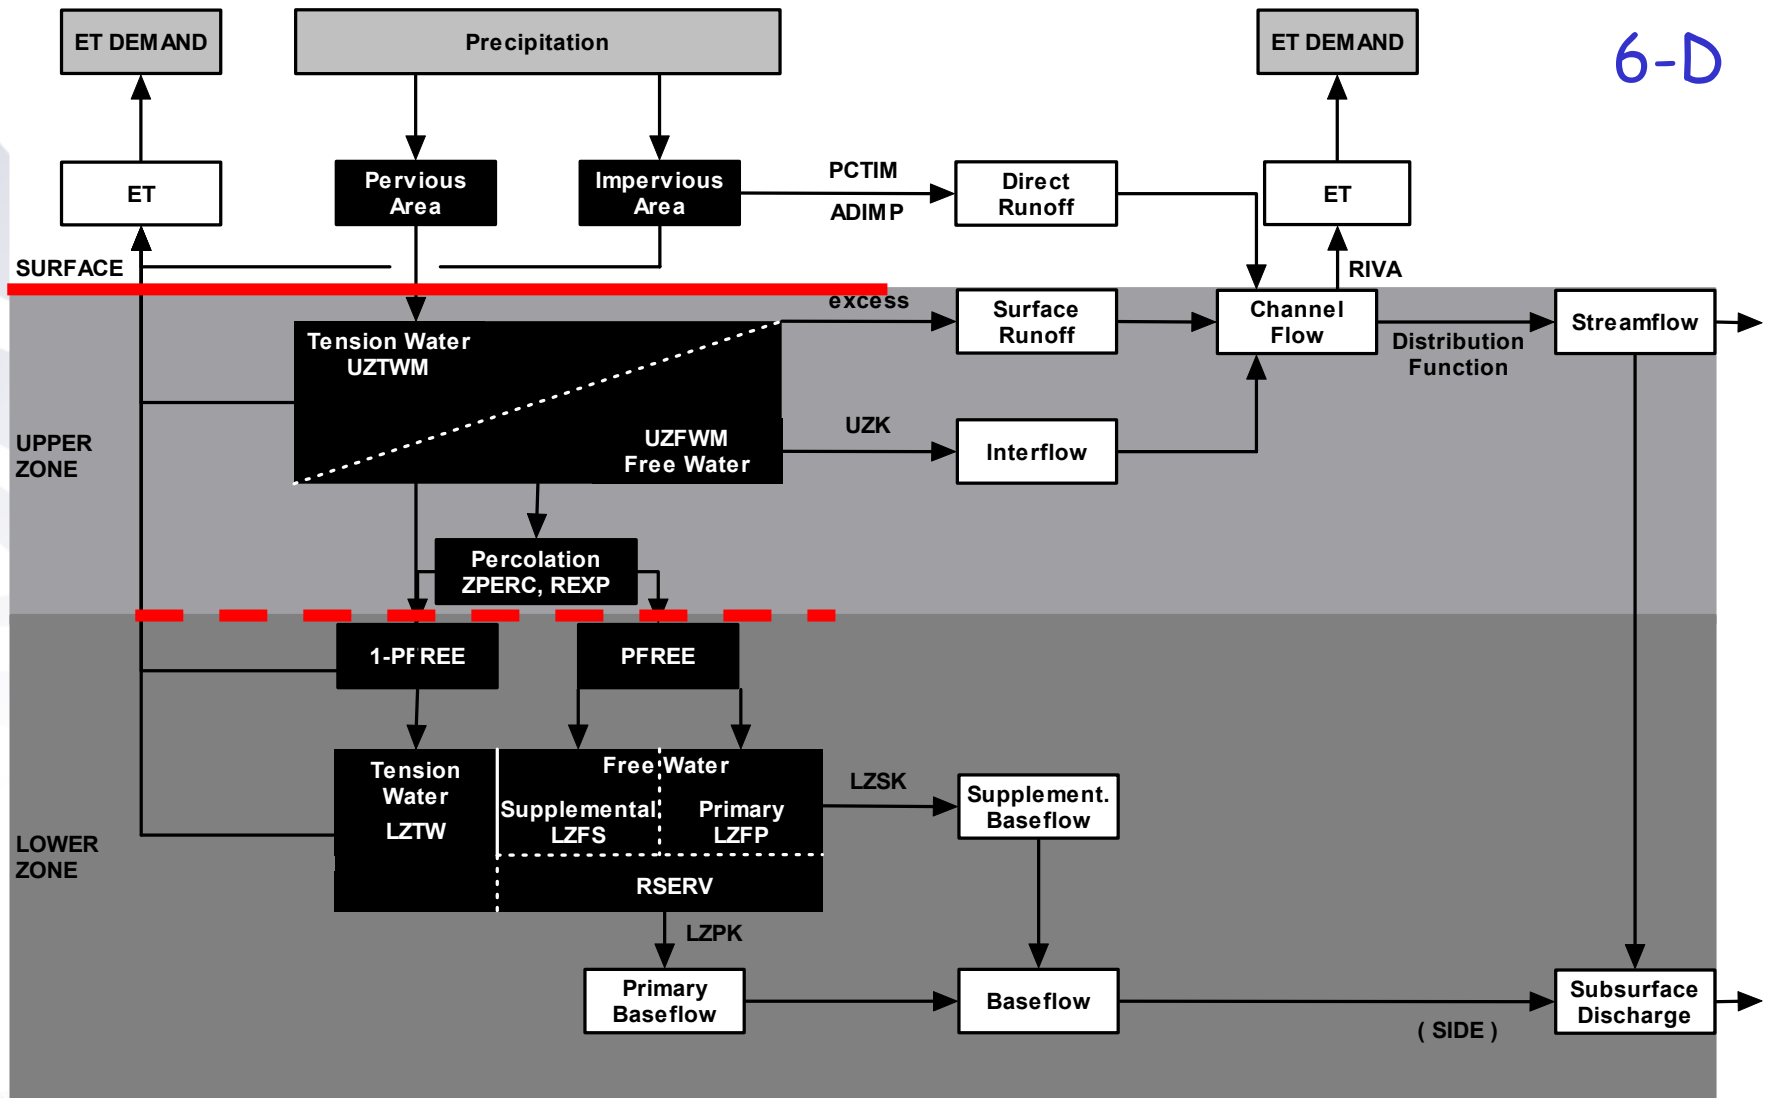 ET DEMAND
Precipitation
ET DEMAND
6-D
ET
Pervious
Area
Impervious
Area
PCTIM
ADIMP
Direct
Runoff
ET
SURFACE
RIVA
excess
Tension Water
UZTWM
Surface
Runoff
Channel
Flow
Distribution
Function
Streamflow
UPPER
ZONE
UZFWM
Free Water
UZK
Interflow
Percolation
ZPERC, REXP
1-PFREE
PFREE
LOWER
ZONE
Tension
Water
LZTW
Free Water
Supplemental
LZFS
Primary
LZFP
RSERV
LZSK
Supplement.
Baseflow
LZPK
Primary
Baseflow
Baseflow
( SIDE )
Subsurface
Discharge